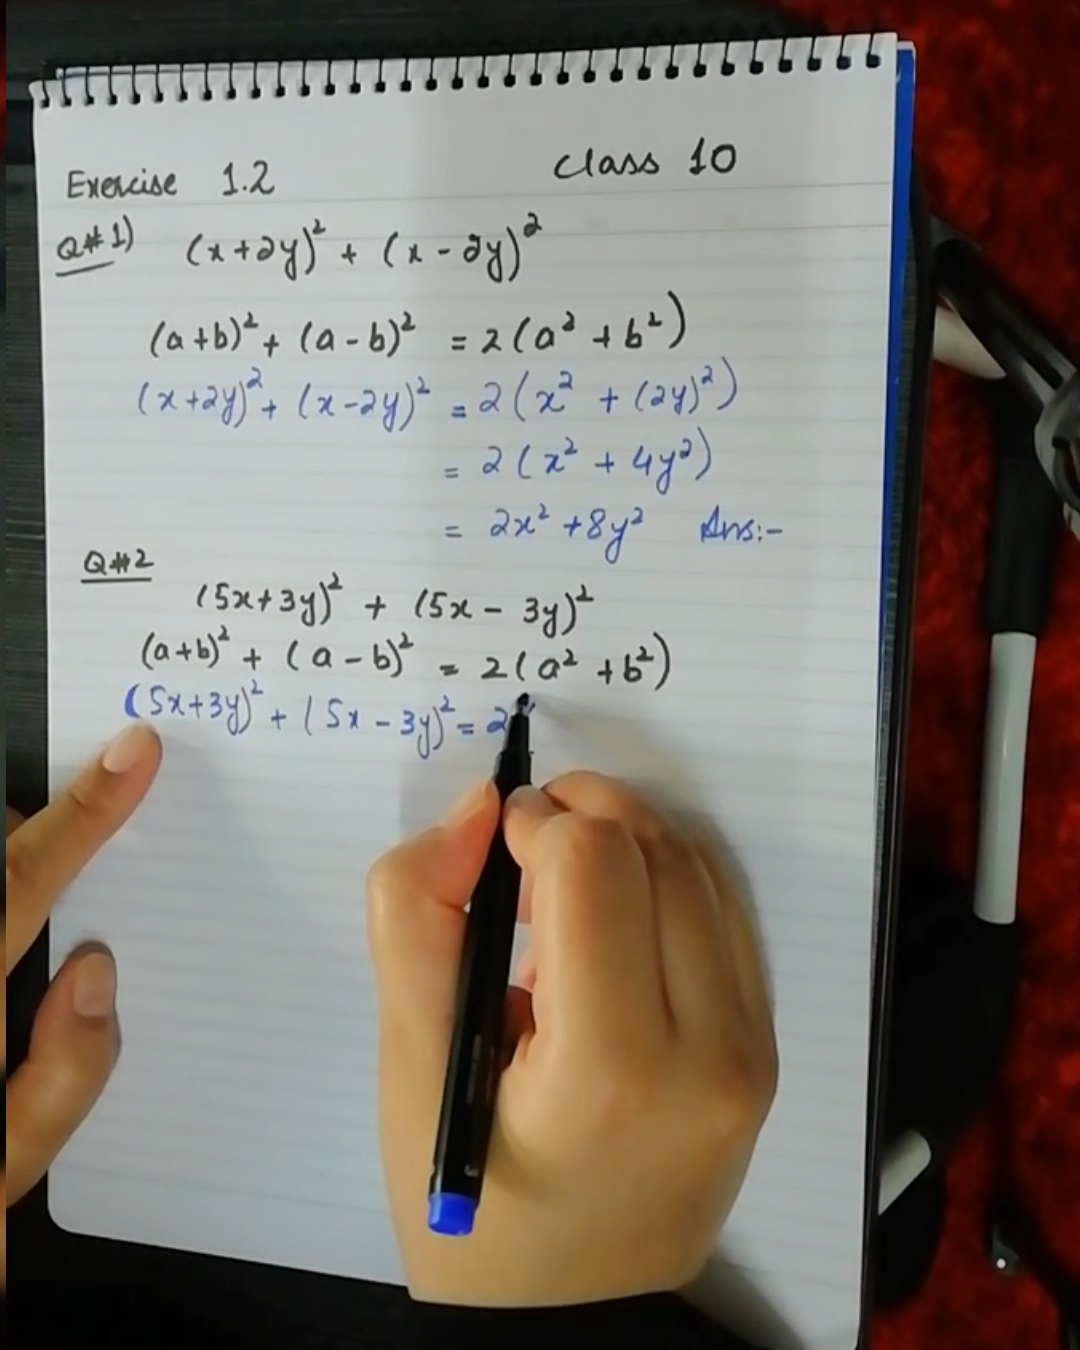 Exercise 1.2 Class 10
Q#1) (x+2y)² + (x-2y)²
(a+b)² + (a-b)² = 2(a² + b²)
(x+2y)² + (x-2y)² = 2(x² + (2y)²)
= 2(x² + 4y²)
= 2x² + 8y² Ans:-
Q#2
(5x+3y)² + (5x - 3y)²
(a+b)² + (a-b)² = 2(a² + b²)
(5x+3y)² + (5x - 3y)² = 2(